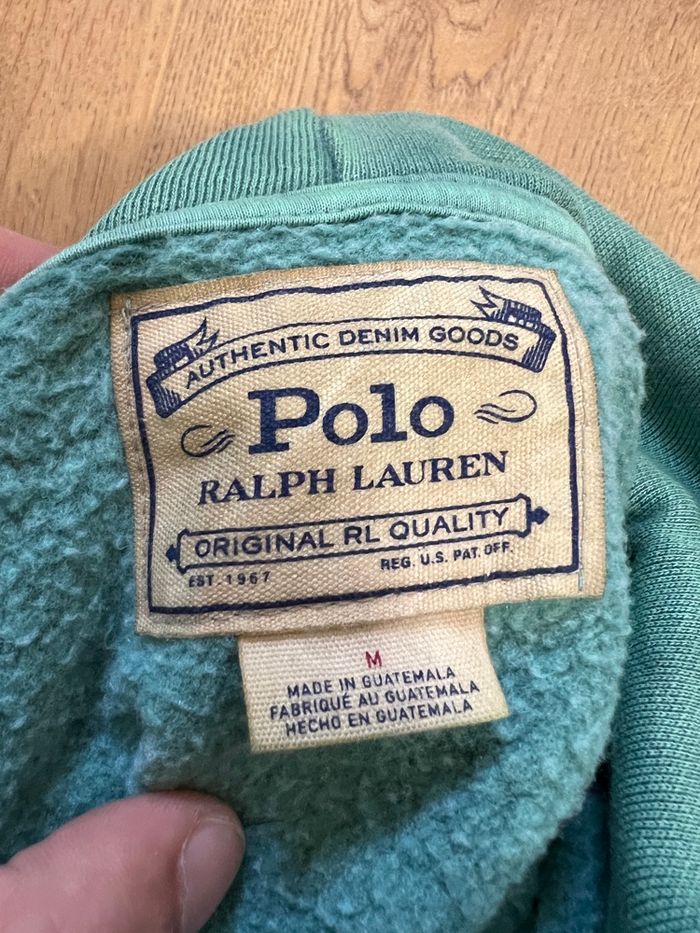 AUTHENTIC DENIM GOODS
Polo
RALPH LAUREN
ORIGINAL RL QUALITY
EST 1967 REG. U.S. PAT. OFF.
M
MADE IN GUATEMALA
FABRIQUÉ AU GUATEMALA
HECHO EN GUATEMALA